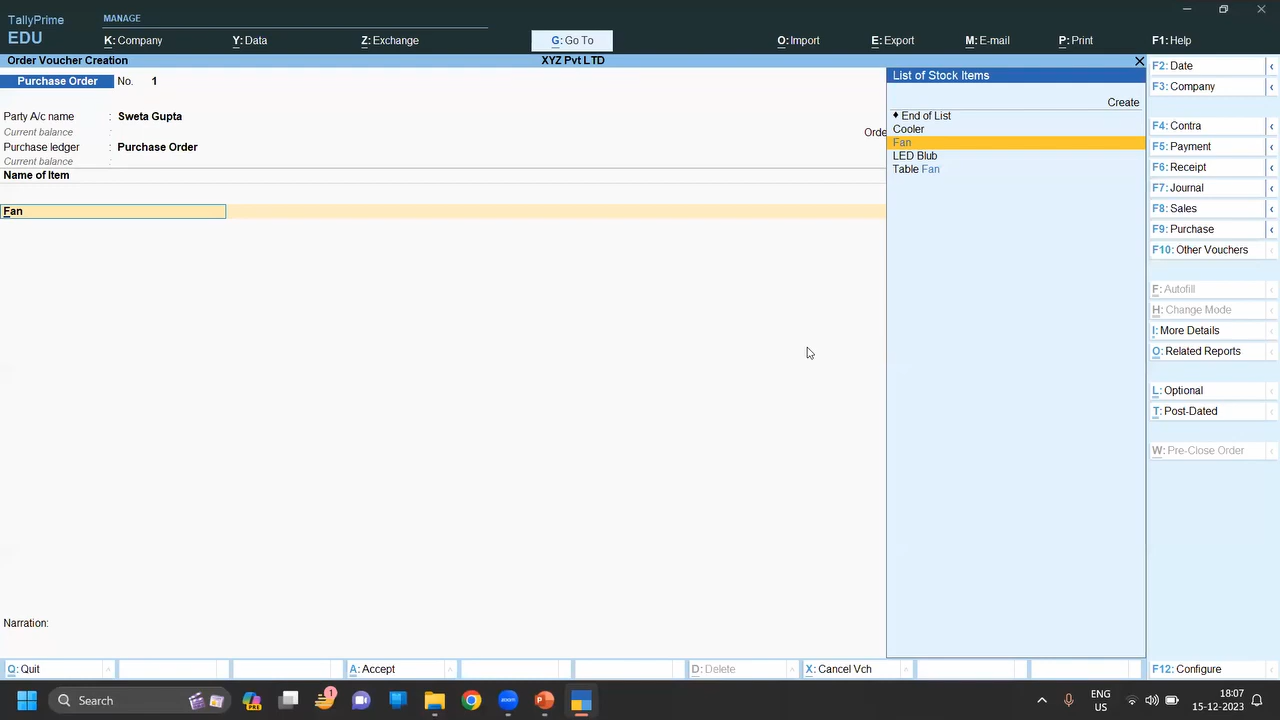 TallyPrime
EDU
MANAGE
K: Company
Y: Data
Z: Exchange
G: Go To
O: Import
E: Export
M: E-mail
P: Print
F1: Help
Order Voucher Creation
XYZ Pvt LTD
Purchase Order
No. 1
Party A/c name : Sweta Gupta
Current balance :
Orde
Purchase ledger : Purchase Order
Current balance :
Name of Item
Fan
Narration:
List of Stock Items
Create
♦ End of List
Cooler
Fan
LED Blub
Table Fan
F2: Date
F3: Company
F4: Contra
F5: Payment
F6: Receipt
F7: Journal
F8: Sales
F9: Purchase
F10: Other Vouchers
F: Autofill
H: Change Mode
I: More Details
O: Related Reports
L: Optional
T: Post-Dated
W: Pre-Close Order
Q: Quit
A: Accept
D: Delete
X: Cancel Vch
F12: Configure
Search
PRE
1
zoom
ENG
US
18:07
15-12-2023